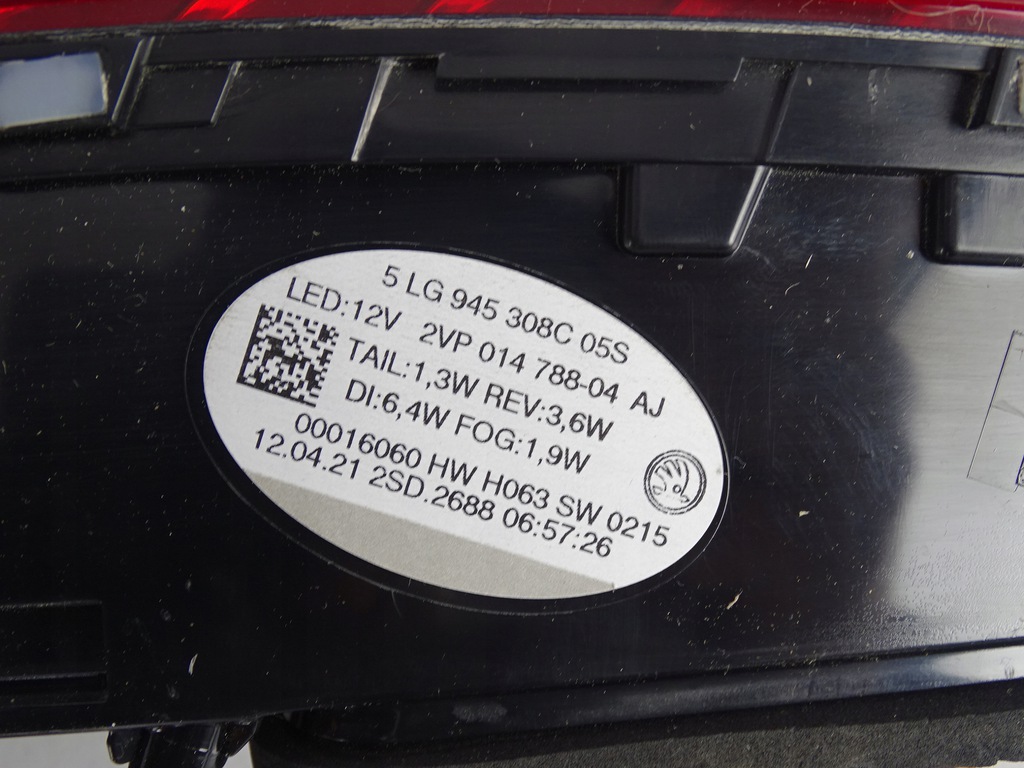 5 LG 945 308C 05S
LED:12V 2VP 014 788-04 AJ
TAIL:1,3W REV:3,6W
DI:6,4W FOG:1,9W
00016060 HW H063 SW 0215
12.04.21 2SD.2688 06:57:26